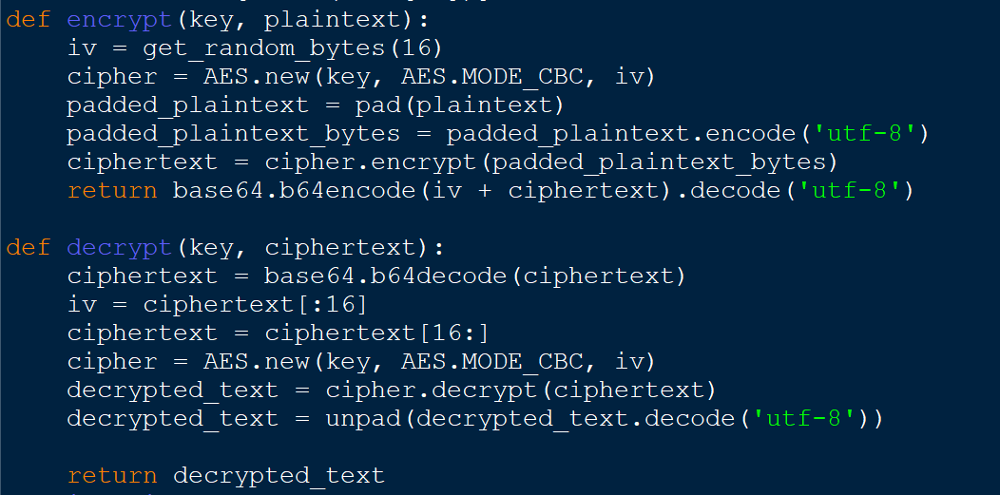 def encrypt(key, plaintext):
    iv = get_random_bytes(16)
    cipher = AES.new(key, AES.MODE_CBC, iv)
    padded_plaintext = pad(plaintext)
    padded_plaintext_bytes = padded_plaintext.encode('utf-8')
    ciphertext = cipher.encrypt(padded_plaintext_bytes)
    return base64.b64encode(iv + ciphertext).decode('utf-8')
def decrypt(key, ciphertext):
    ciphertext = base64.b64decode(ciphertext)
    iv = ciphertext[:16]
    ciphertext = ciphertext[16:]
    cipher = AES.new(key, AES.MODE_CBC, iv)
    decrypted_text = cipher.decrypt(ciphertext)
    decrypted_text = unpad(decrypted_text.decode('utf-8'))
    return decrypted_text